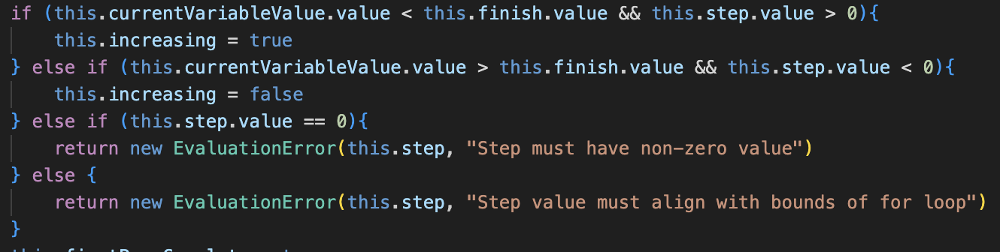 if (this.currentVariableValue.value < this.finish.value && this.step.value > 0){
    this.increasing = true
} else if (this.currentVariableValue.value > this.finish.value && this.step.value < 0){
    this.increasing = false
} else if (this.step.value == 0){
    return new EvaluationError(this.step, "Step must have non-zero value")
} else {
    return new EvaluationError(this.step, "Step value must align with bounds of for loop")
}